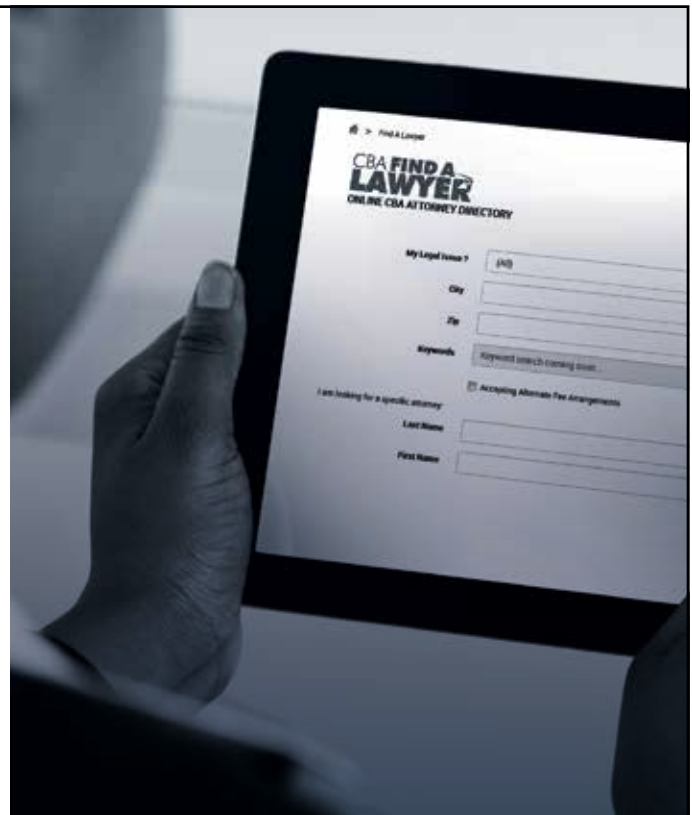 > Find A Lawyer
CBA FIND A
LAWYER
ONLINE CBA ATTORNEY DIRECTORY
My Legal Issue ? (All)
City
Zip
Keywords Keyword search coming soon...
Accepting Alternate Fee Arrangements
I am looking for a specific attorney:
Last Name
First Name